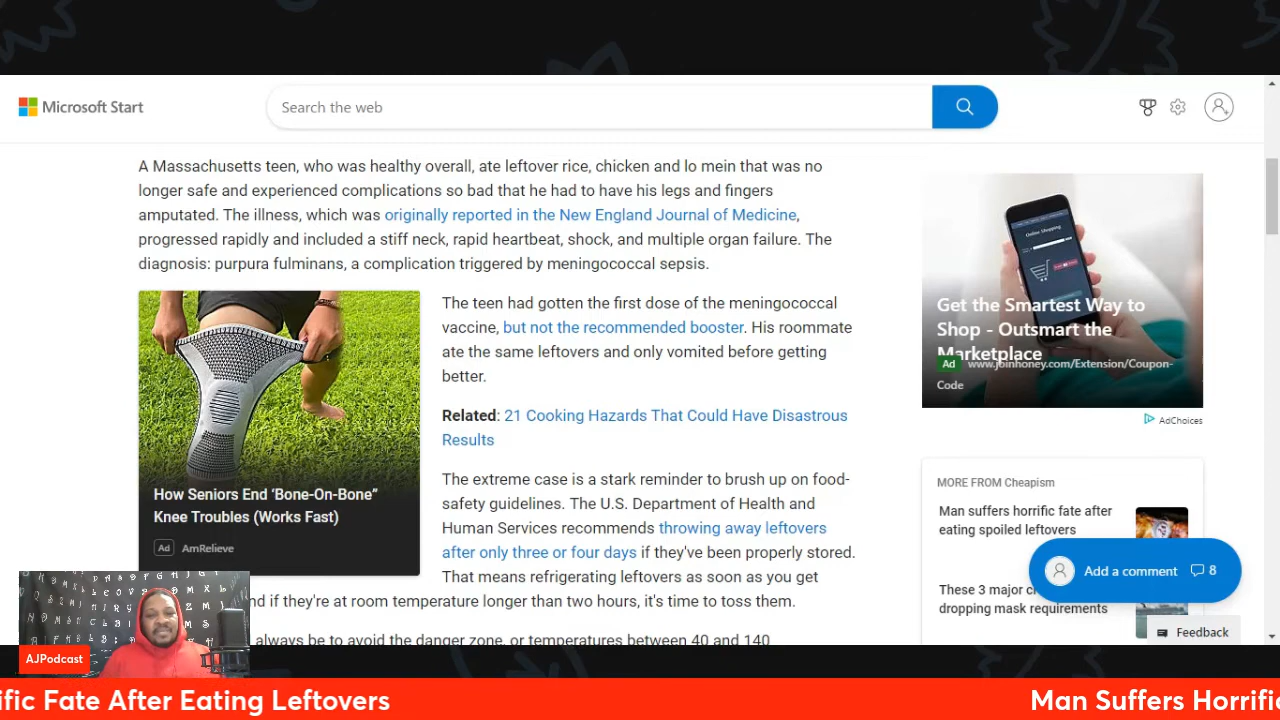 Microsoft Start
Search the web
A Massachusetts teen, who was healthy overall, ate leftover rice, chicken and lo mein that was no
longer safe and experienced complications so bad that he had to have his legs and fingers
amputated. The illness, which was originally reported in the New England Journal of Medicine,
progressed rapidly and included a stiff neck, rapid heartbeat, shock, and multiple organ failure. The
diagnosis: purpura fulminans, a complication triggered by meningococcal sepsis.
The teen had gotten the first dose of the meningococcal
vaccine, but not the recommended booster. His roommate
ate the same leftovers and only vomited before getting
better.
Related: 21 Cooking Hazards That Could Have Disastrous
Results
The extreme case is a stark reminder to brush up on food-
safety guidelines. The U.S. Department of Health and
Human Services recommends throwing away leftovers
after only three or four days if they've been properly stored.
That means refrigerating leftovers as soon as you get
nd if they're at room temperature longer than two hours, it's time to toss them.
always be to avoid the danger zone, or temperatures between 40 and 140
How Seniors End ‘Bone-On-Bone”
Knee Troubles (Works Fast)
Ad AmRelieve
Online Shopping
Get the Smartest Way to
Shop - Outsmart the
Marketplace
Ad www.joinhoney.com/Extension/Coupon-
Code
AdChoices
MORE FROM Cheapism
Man suffers horrific fate after
eating spoiled leftovers
These 3 major c
dropping mask requirements
Add a comment 8
Feedback
AJPodcast
ific Fate After Eating Leftovers
Man Suffers Horrific